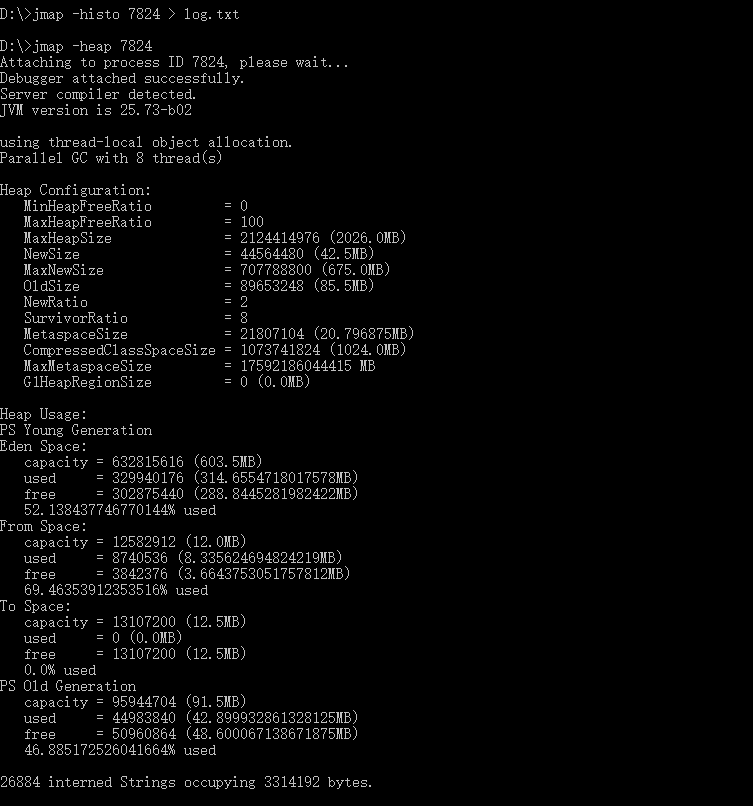 D:\>jmap -histo 7824 > log.txt
D:\>jmap -heap 7824
Attaching to process ID 7824, please wait...
Debugger attached successfully.
Server compiler detected.
JVM version is 25.73-b02
using thread-local object allocation.
Parallel GC with 8 thread(s)
Heap Configuration:
MinHeapFreeRatio = 0
MaxHeapFreeRatio = 100
MaxHeapSize = 2124414976 (2026.0MB)
NewSize = 44564480 (42.5MB)
MaxNewSize = 707788800 (675.0MB)
OldSize = 89653248 (85.5MB)
NewRatio = 2
SurvivorRatio = 8
MetaspaceSize = 21807104 (20.796875MB)
CompressedClassSpaceSize = 1073741824 (1024.0MB)
MaxMetaspaceSize = 17592186044415 MB
G1HeapRegionSize = 0 (0.0MB)
Heap Usage:
PS Young Generation
Eden Space:
capacity = 632815616 (603.5MB)
used = 329940176 (314.6554718017578MB)
free = 302875440 (288.8445281982422MB)
52.138437746770144% used
From Space:
capacity = 12582912 (12.0MB)
used = 8740536 (8.335624694824219MB)
free = 3842376 (3.6643753051757812MB)
69.46353912353516% used
To Space:
capacity = 13107200 (12.5MB)
used = 0 (0.0MB)
free = 13107200 (12.5MB)
0.0% used
PS Old Generation
capacity = 95944704 (91.5MB)
used = 44983840 (42.899932861328125MB)
free = 50960864 (48.600067138671875MB)
46.885172526041664% used
26884 interned Strings occupying 3314192 bytes.